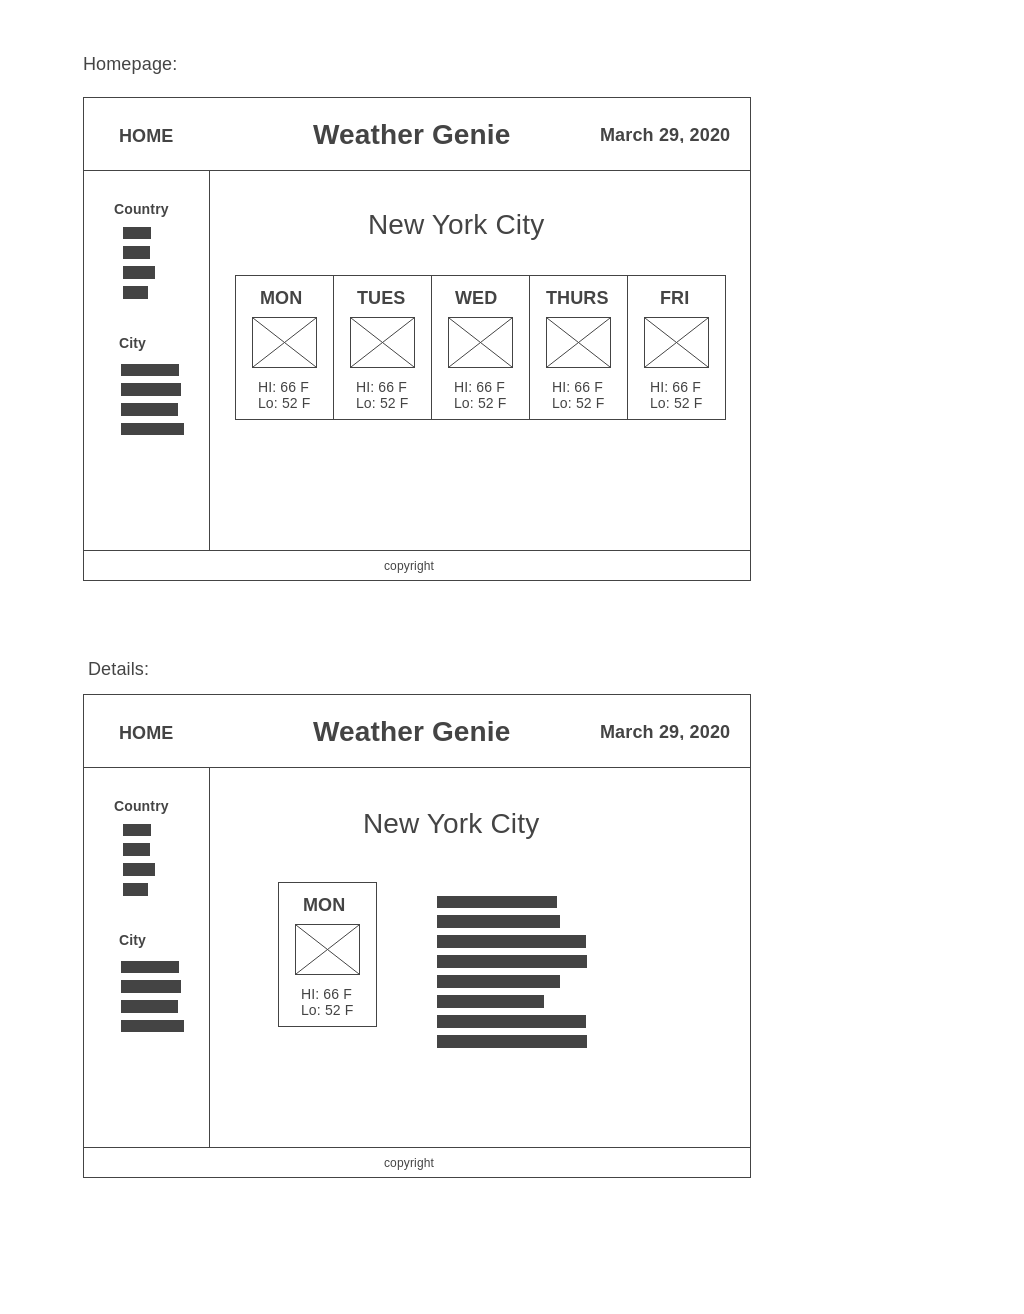 Homepage:
HOME Weather Genie March 29, 2020
Country
New York City
MON TUES WED THURS FRI
City
HI: 66 F HI: 66 F HI: 66 F HI: 66 F HI: 66 F
Lo: 52 F Lo: 52 F Lo: 52 F Lo: 52 F Lo: 52 F
copyright
Details:
HOME Weather Genie March 29, 2020
Country
New York City
MON
City
HI: 66 F
Lo: 52 F
copyright